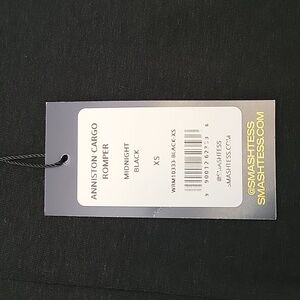 ANNISTON CARGO
ROMPER
MIDNIGHT
BLACK
XS
WRM10333-BLACK-XS
@SMASHTESS
SMASHTESS.COM
@SMASHTESS
SMASHTESS.COM